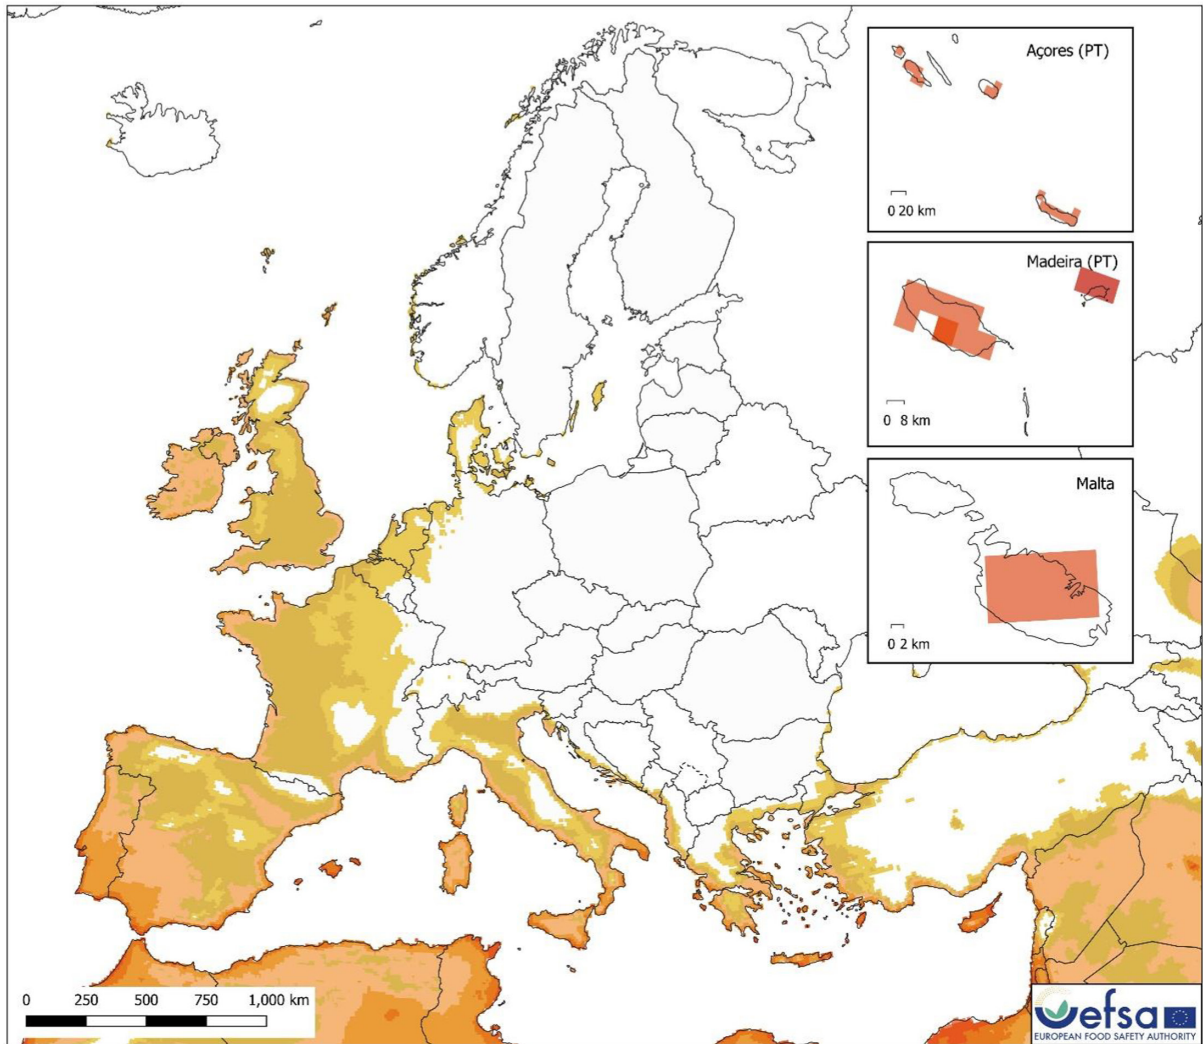 Açores (PT)
0 20 km
Madeira (PT)
0 8 km
Malta
0 2 km
0 250 500 750 1,000 km
efsa
EUROPEAN FOOD SAFETY AUTHORITY